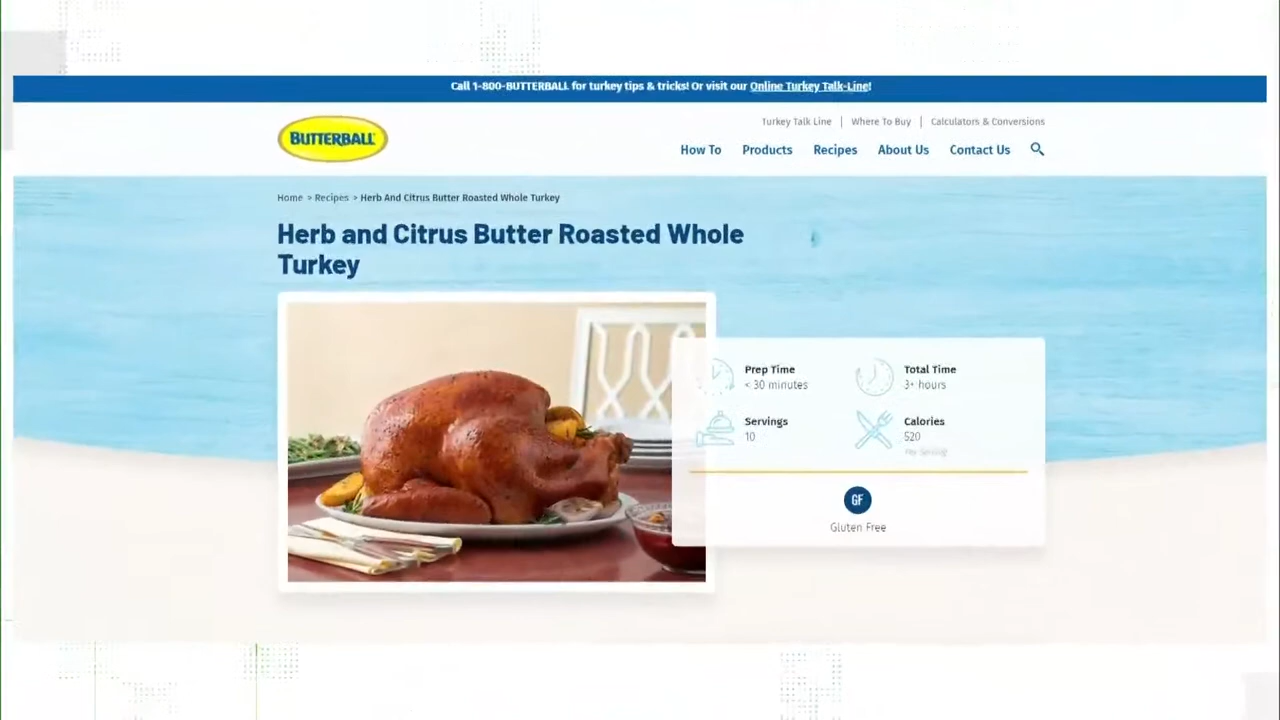 Call 1-800-BUTTERBALL for turkey tips & tricks! Or visit our Online Turkey Talk-Line!
BUTTERBALL
Turkey Talk Line | Where To Buy | Calculators & Conversions
How To Products Recipes About Us Contact Us
Home > Recipes > Herb And Citrus Butter Roasted Whole Turkey
Herb and Citrus Butter Roasted Whole
Turkey
Prep Time
< 30 minutes
Total Time
3+ hours
Servings
10
Calories
520
Per Serving
GF
Gluten Free